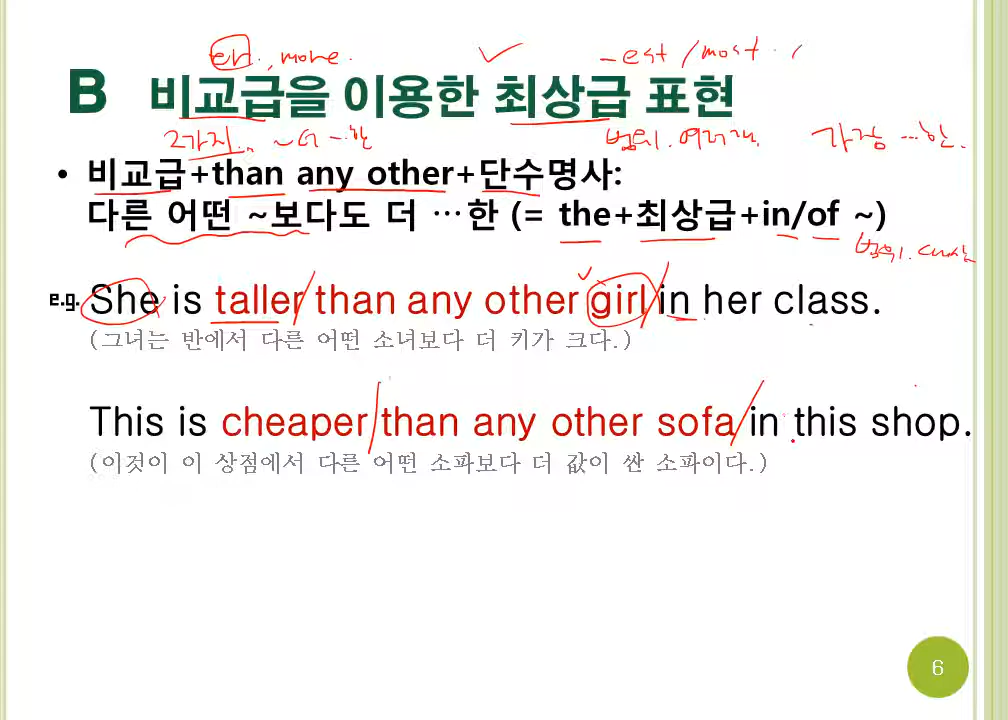 er.., more. -est / most.
B 비교급을 이용한 최상급 표현
2가지.. ~더 -한 범위. 여러개. 가장 ...한.
• 비교급+than any other+단수명사:
다른 어떤 ~보다도 더 …한 (= the+최상급+in/of ~)
범위. 대상
e.g. She is taller than any other girl in her class.
(그녀는 반에서 다른 어떤 소녀보다 더 키가 크다.)
This is cheaper than any other sofa in this shop.
(이것이 이 상점에서 다른 어떤 소파보다 더 값이 싼 소파이다.)
6